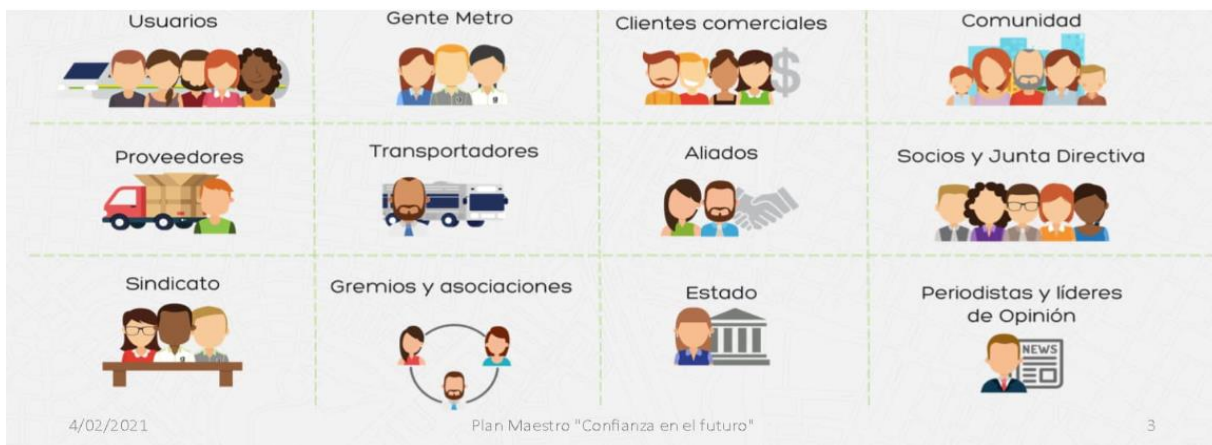 Usuarios
Gente Metro
Clientes comerciales
Comunidad
$
Proveedores
Transportadores
Aliados
Socios y Junta Directiva
Sindicato
Gremios y asociaciones
Estado
Periodistas y líderes
de Opinión
NEWS
4/02/2021
Plan Maestro "Confianza en el futuro"
3